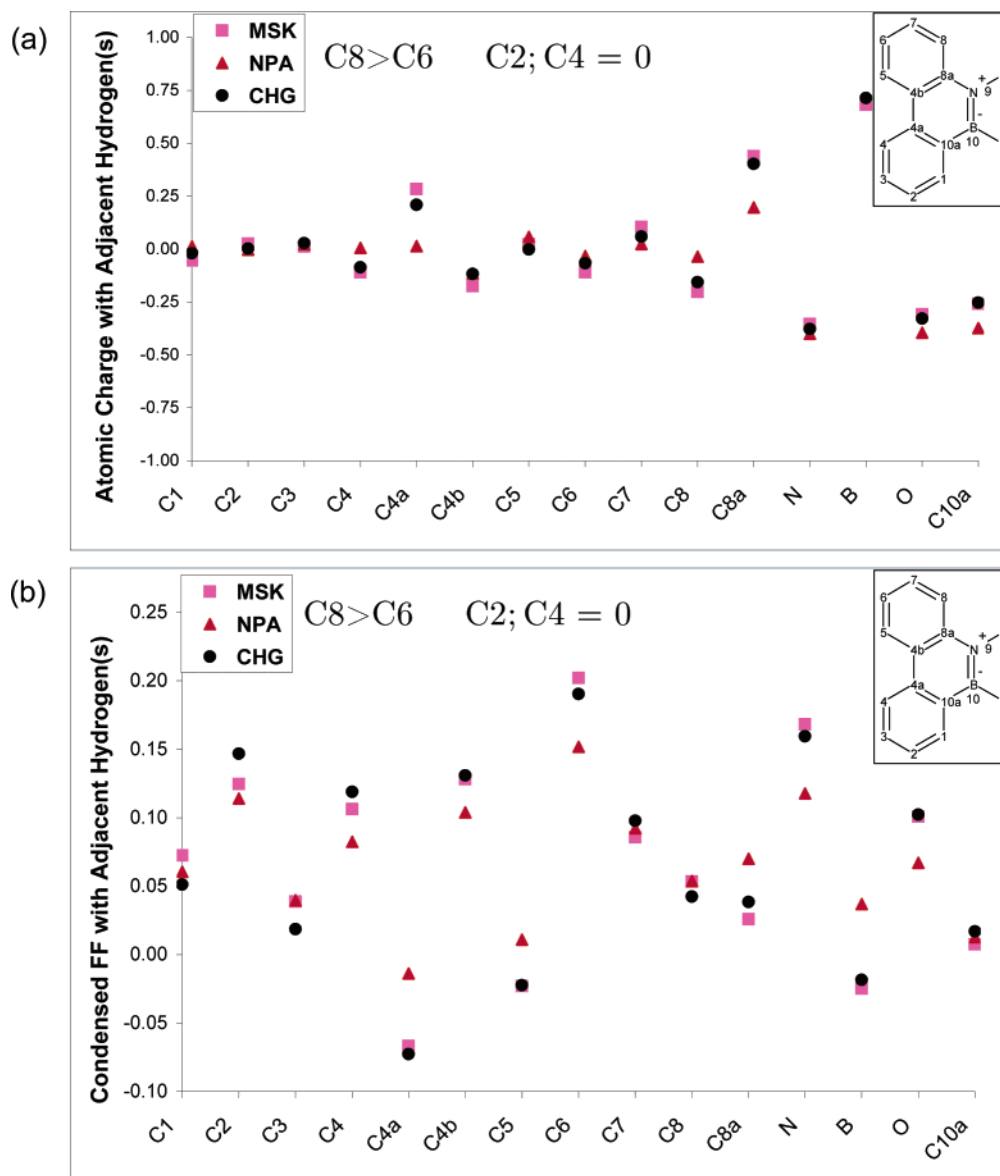 (a)
Atomic Charge with Adjacent Hydrogen(s)
1.00
0.75
0.50
0.25
0.00
-0.25
-0.50
-0.75
-1.00
MSK
NPA
CHG
C8>C6 C2; C4 = 0
7
6 8
5 8a
4b N + 9
4a B -
4 10a 10
3 1
2
C1 C2 C3 C4 C4a C4b C5 C6 C7 C8 C8a N B O C10a
(b)
Condensed FF with Adjacent Hydrogen(s)
0.25
0.20
0.15
0.10
0.05
0.00
-0.05
-0.10
MSK
NPA
CHG
C8>C6 C2; C4 = 0
7
6 8
5 8a
4b N + 9
4a B -
4 10a 10
3 1
2
C1 C2 C3 C4 C4a C4b C5 C6 C7 C8 C8a N B O C10a